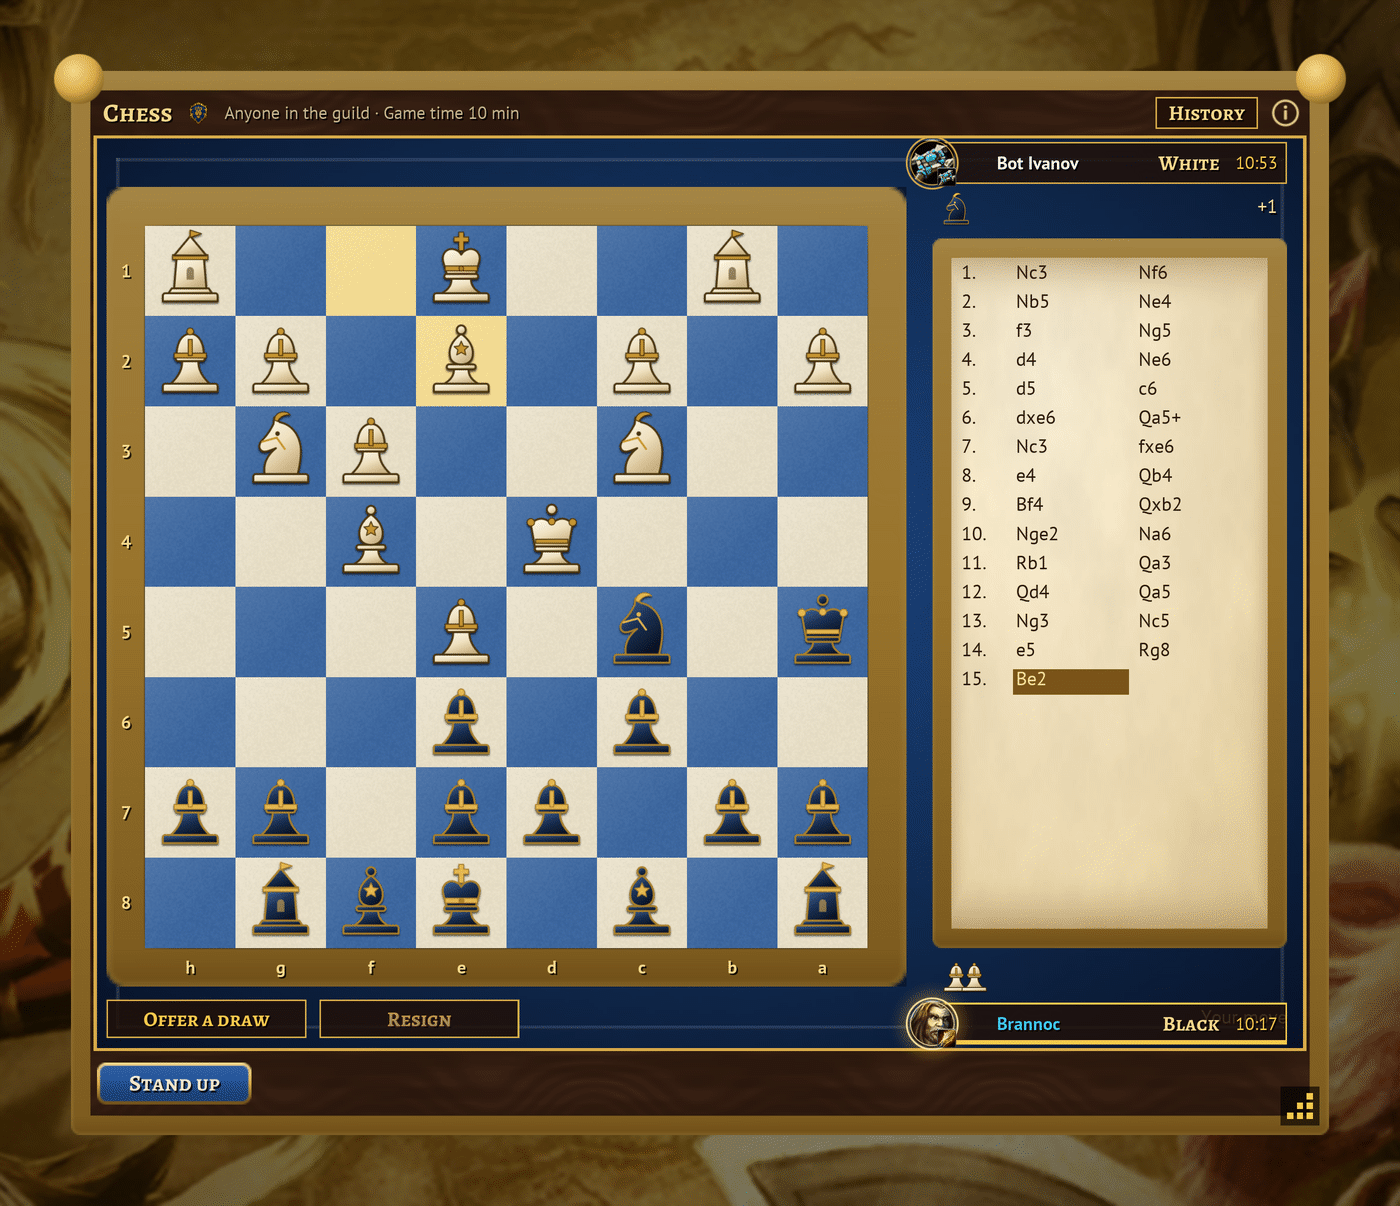 Chess Anyone in the guild · Game time 10 min History
Bot Ivanov White 10:53
+1
1
2
3
4
5
6
7
8
h g f e d c b a
1. Nc3 Nf6
2. Nb5 Ne4
3. f3 Ng5
4. d4 Ne6
5. d5 c6
6. dxe6 Qa5+
7. Nc3 fxe6
8. e4 Qb4
9. Bf4 Qxb2
10. Nge2 Na6
11. Rb1 Qa3
12. Qd4 Qa5
13. Ng3 Nc5
14. e5 Rg8
15. Be2
Your move
Brannoc Black 10:17
Offer a draw Resign
Stand up